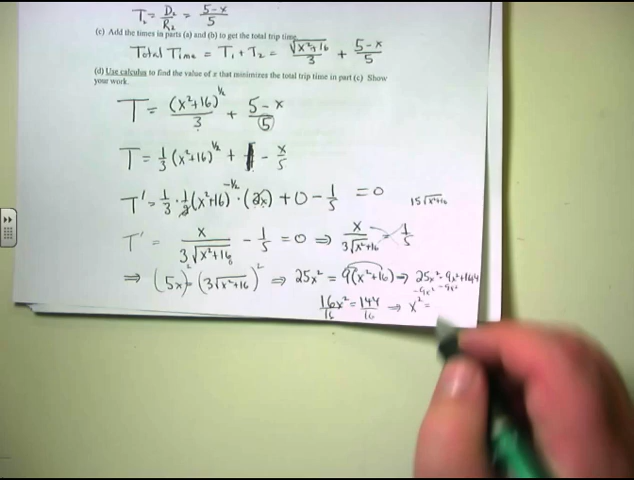 T₂ = D₂/R₂ = (5-x)/5
(c) Add the times in parts (a) and (b) to get the total trip time.
Total Time = T₁ + T₂ = √(x²+16)/3 + (5-x)/5
(d) Use calculus to find the value of x that minimizes the total trip time in part (c) Show
your work.
T = (x²+16)^½/3 + (5-x)/5
T = 1/3 (x²+16)^½ + 1 - x/5
T' = 1/3 · 1/2 (x²+16)^-½ · (2x) + 0 - 1/5 = 0 15√(x²+16)
T' = x/(3√(x²+16)) - 1/5 = 0 ⇒ x/(3√(x²+16)) = 1/5
⇒ (5x)² = (3√(x²+16))² ⇒ 25x² = 9(x²+16) ⇒ 25x² = 9x²+144
-9x² -9x²
16x²/16 = 144/16 ⇒ x² =